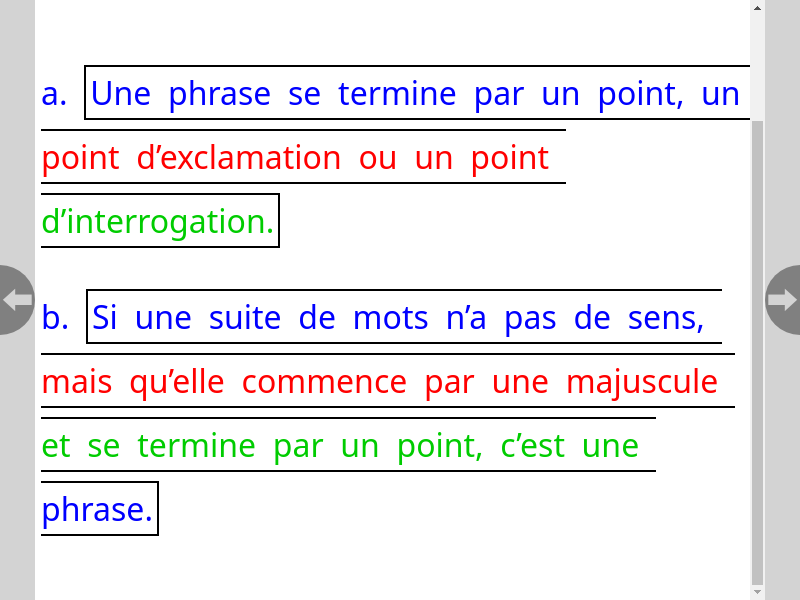 a. Une phrase se termine par un point, un
point d’exclamation ou un point
d’interrogation.
b. Si une suite de mots n’a pas de sens,
mais qu’elle commence par une majuscule
et se termine par un point, c’est une
phrase.